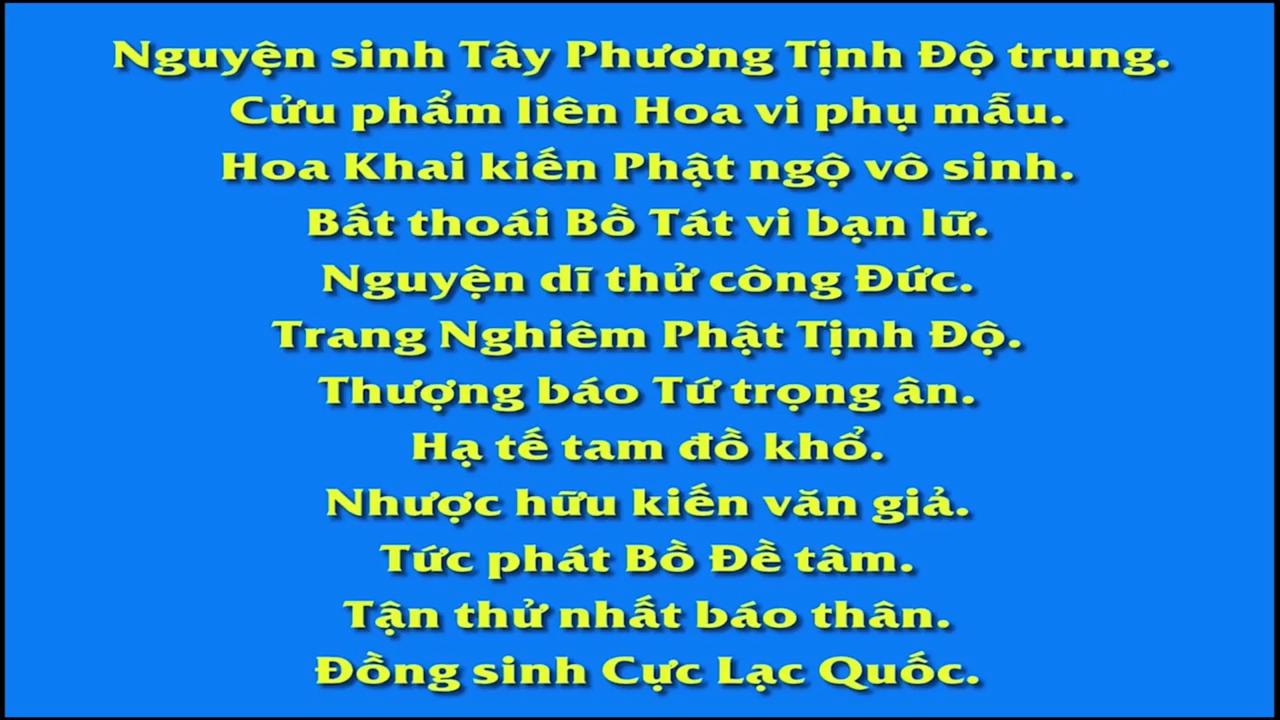 Nguyện sinh Tây Phương Tịnh Độ trung.
Cửu phẩm liên Hoa vi phụ mẫu.
Hoa Khai kiến Phật ngộ vô sinh.
Bất thoái Bồ Tát vi bạn lữ.
Nguyện dĩ thử công Đức.
Trang Nghiêm Phật Tịnh Độ.
Thượng báo Tứ trọng ân.
Hạ tế tam đồ khổ.
Nhược hữu kiến văn giả.
Tức phát Bồ Đề tâm.
Tận thử nhất báo thân.
Đồng sinh Cực Lạc Quốc.